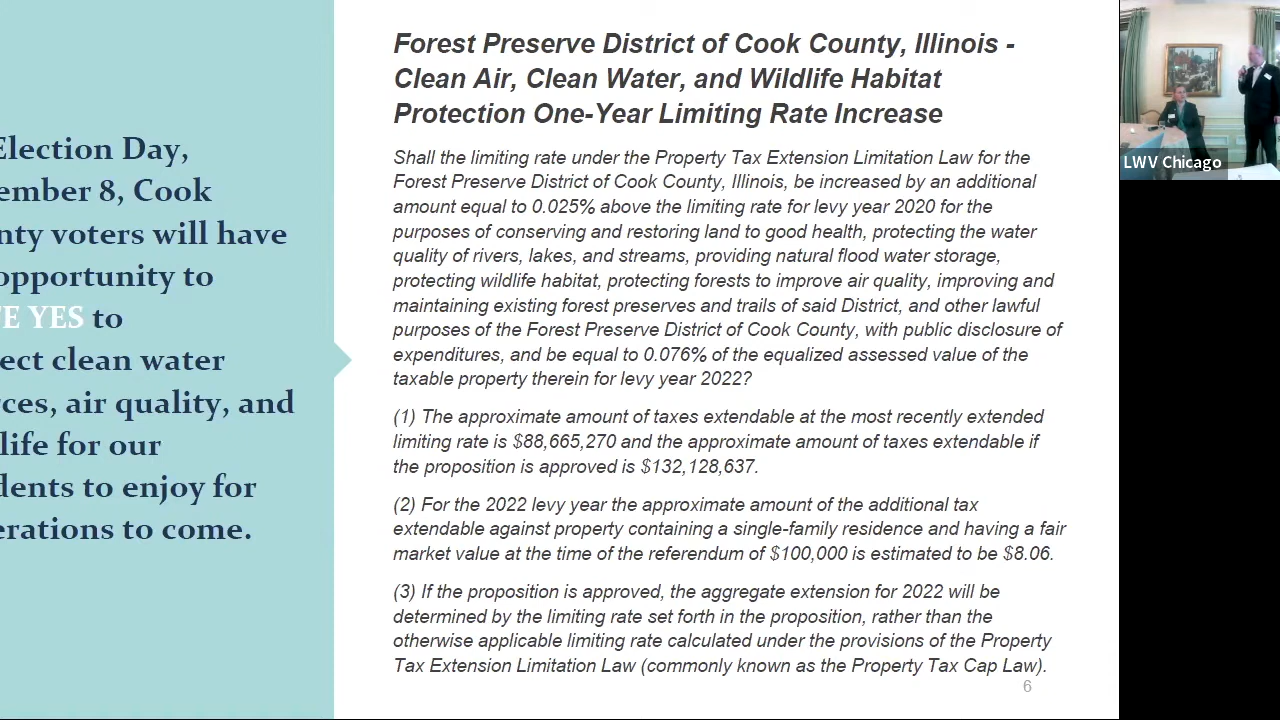 Election Day,
ember 8, Cook
nty voters will have
opportunity to
E YES to
ect clean water
rces, air quality, and
life for our
dents to enjoy for
erations to come.
Forest Preserve District of Cook County, Illinois -
Clean Air, Clean Water, and Wildlife Habitat
Protection One-Year Limiting Rate Increase
Shall the limiting rate under the Property Tax Extension Limitation Law for the
Forest Preserve District of Cook County, Illinois, be increased by an additional
amount equal to 0.025% above the limiting rate for levy year 2020 for the
purposes of conserving and restoring land to good health, protecting the water
quality of rivers, lakes, and streams, providing natural flood water storage,
protecting wildlife habitat, protecting forests to improve air quality, improving and
maintaining existing forest preserves and trails of said District, and other lawful
purposes of the Forest Preserve District of Cook County, with public disclosure of
expenditures, and be equal to 0.076% of the equalized assessed value of the
taxable property therein for levy year 2022?
(1) The approximate amount of taxes extendable at the most recently extended
limiting rate is $88,665,270 and the approximate amount of taxes extendable if
the proposition is approved is $132,128,637.
(2) For the 2022 levy year the approximate amount of the additional tax
extendable against property containing a single-family residence and having a fair
market value at the time of the referendum of $100,000 is estimated to be $8.06.
(3) If the proposition is approved, the aggregate extension for 2022 will be
determined by the limiting rate set forth in the proposition, rather than the
otherwise applicable limiting rate calculated under the provisions of the Property
Tax Extension Limitation Law (commonly known as the Property Tax Cap Law).
6
LWV Chicago